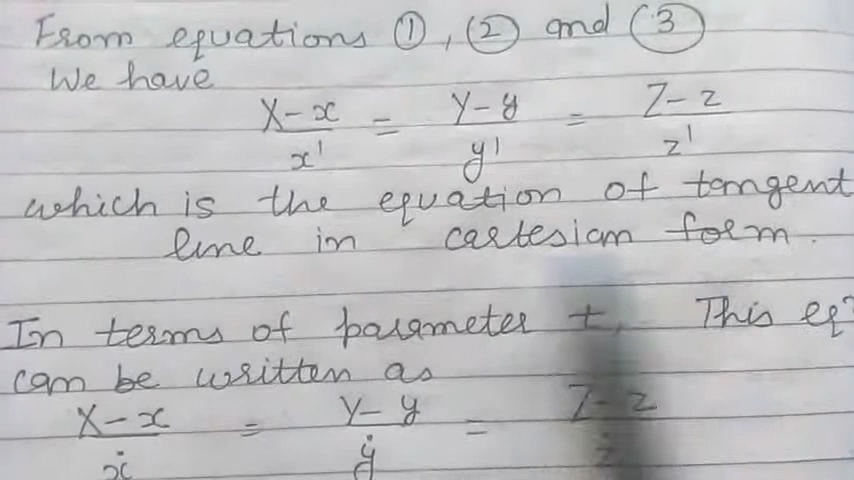 From equations ①, ② and ③
We have
X-x/x' = Y-y/y' = Z-z/z'
which is the equation of tangent
line in cartesian form.
In terms of parameter t, This eqⁿ
can be written as
X-x/ẋ = Y-y/ẏ = Z-z/ż